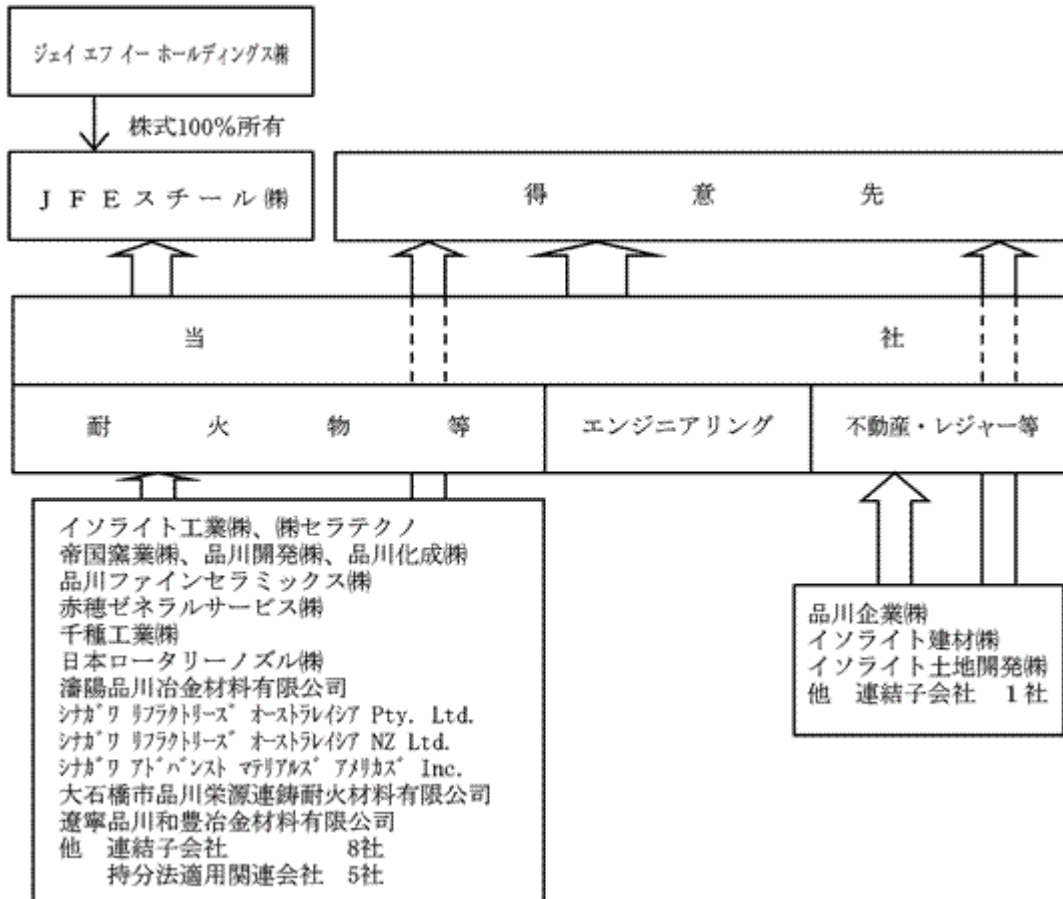 ジェイ エフ イー ホールディングス㈱
株式100%所有
ＪＦＥスチール㈱
得意先
当社
耐火物等
エンジニアリング
不動産・レジャー等
イソライト工業㈱、㈱セラテクノ
帝国窯業㈱、品川開発㈱、品川化成㈱
品川ファインセラミックス㈱
赤穂ゼネラルサービス㈱
千種工業㈱
日本ロータリーノズル㈱
瀋陽品川冶金材料有限公司
ｼﾅｶﾞﾜ ﾘﾌﾗｸﾄﾘｰｽﾞ ｵｰｽﾄﾗﾚｲｼｱ Pty. Ltd.
ｼﾅｶﾞﾜ ﾘﾌﾗｸﾄﾘｰｽﾞ ｵｰｽﾄﾗﾚｲｼｱ NZ Ltd.
ｼﾅｶﾞﾜ ｱﾄﾞﾊﾞﾝｽﾄ ﾏﾃﾘｱﾙｽﾞ ｱﾒﾘｶｽﾞ Inc.
大石橋市品川栄源連鋳耐火材料有限公司
遼寧品川和豊冶金材料有限公司
他 連結子会社 8社
持分法適用関連会社 5社
品川企業㈱
イソライト建材㈱
イソライト土地開発㈱
他 連結子会社 1社